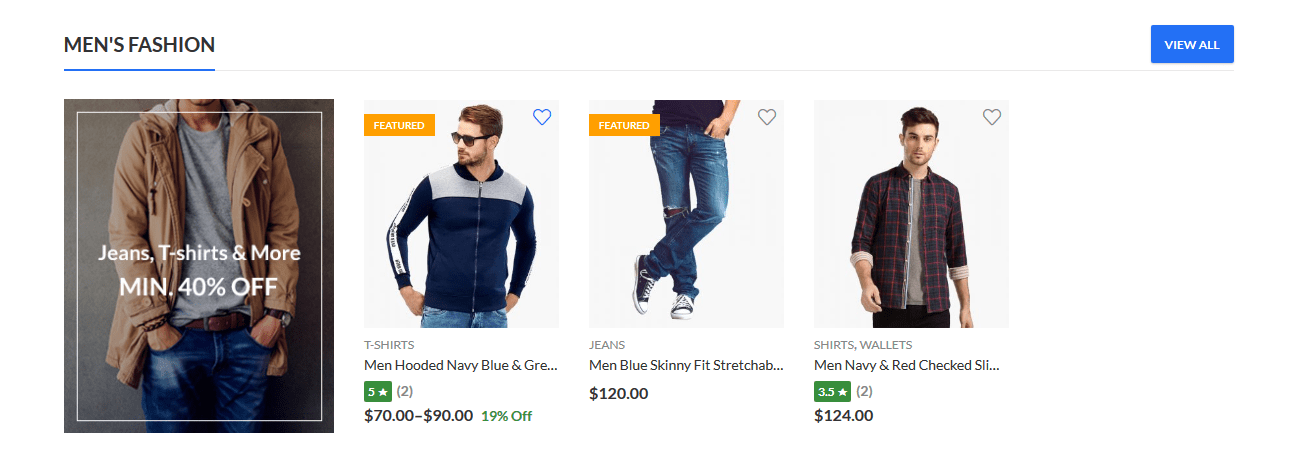 MEN'S FASHION
VIEW ALL
Jeans, T-shirts & More
MIN. 40% OFF
FEATURED
T-SHIRTS
Men Hooded Navy Blue & Gre...
5 ★ (2)
$70.00–$90.00 19% Off
FEATURED
JEANS
Men Blue Skinny Fit Stretchab...
$120.00
SHIRTS, WALLETS
Men Navy & Red Checked Sli...
3.5 ★ (2)
$124.00